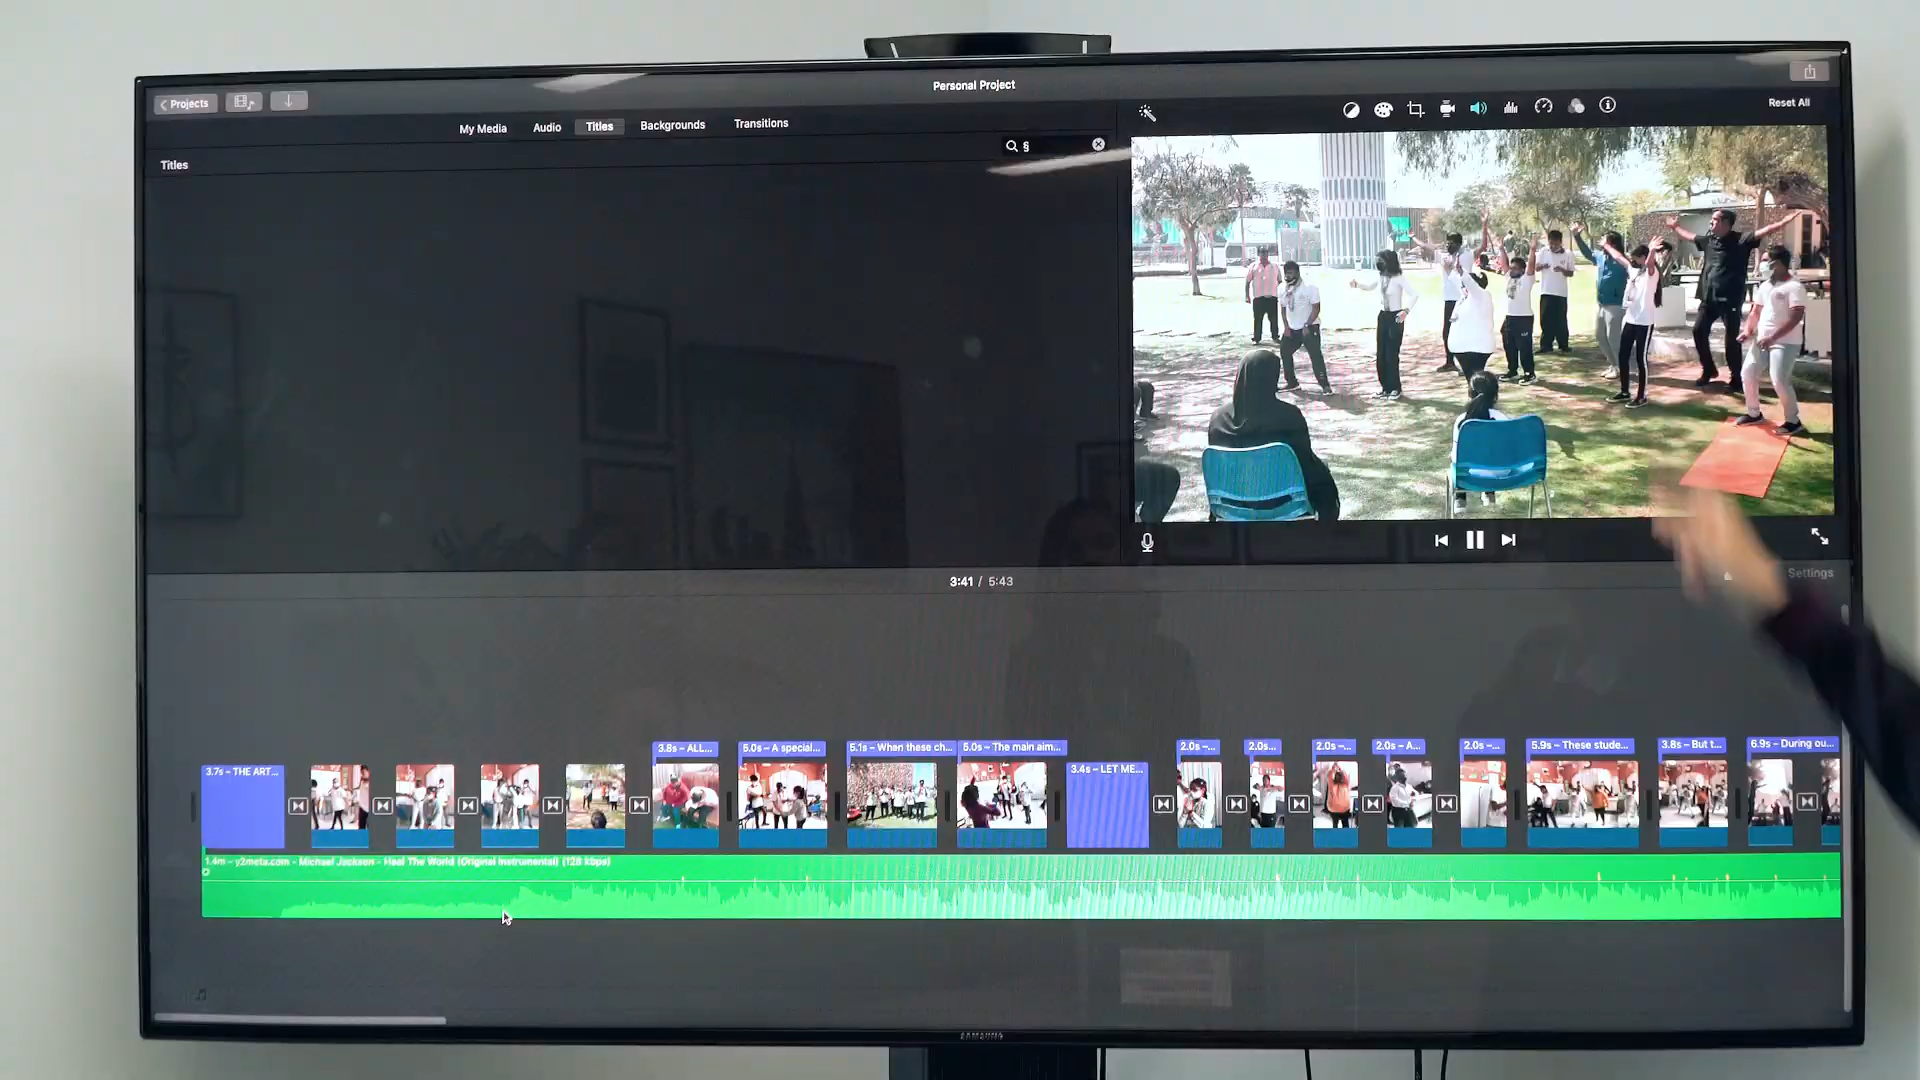 Personal Project
Projects
Reset All
My Media
Audio
Titles
Backgrounds
Transitions
§
Titles
3:41 / 5:43
Settings
3.7s – THE ART...
3.8s – ALL...
5.0s – A special...
5.1s – When these ch...
5.0s – The main aim...
3.4s – LET ME...
2.0s –...
2.0s...
2.0s –...
2.0s – A...
2.0s –...
5.9s – These stude...
3.8s – But t...
6.9s – During ou...
1.4m – y2mata.com - Michael Jackson - Heal The World (Original Instrumental) (128 kbps)
SAMSUNG